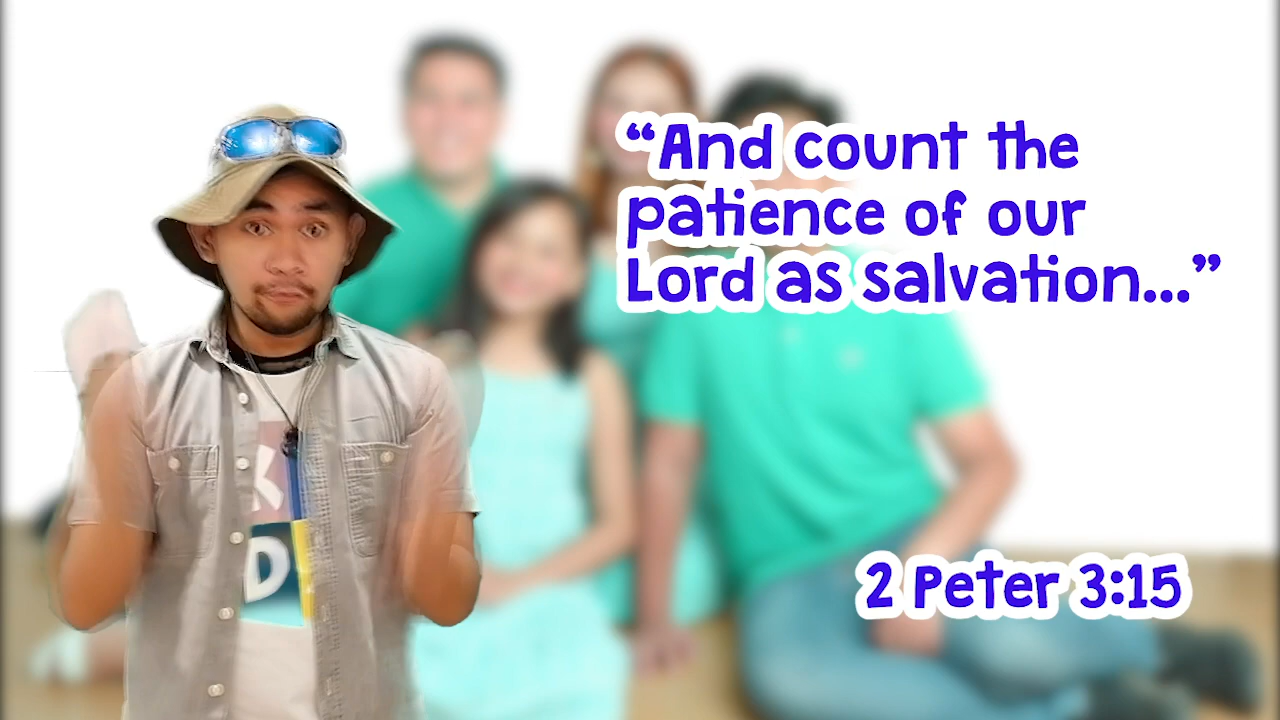 “And count the
patience of our
Lord as salvation...”
2 Peter 3:15
K
D